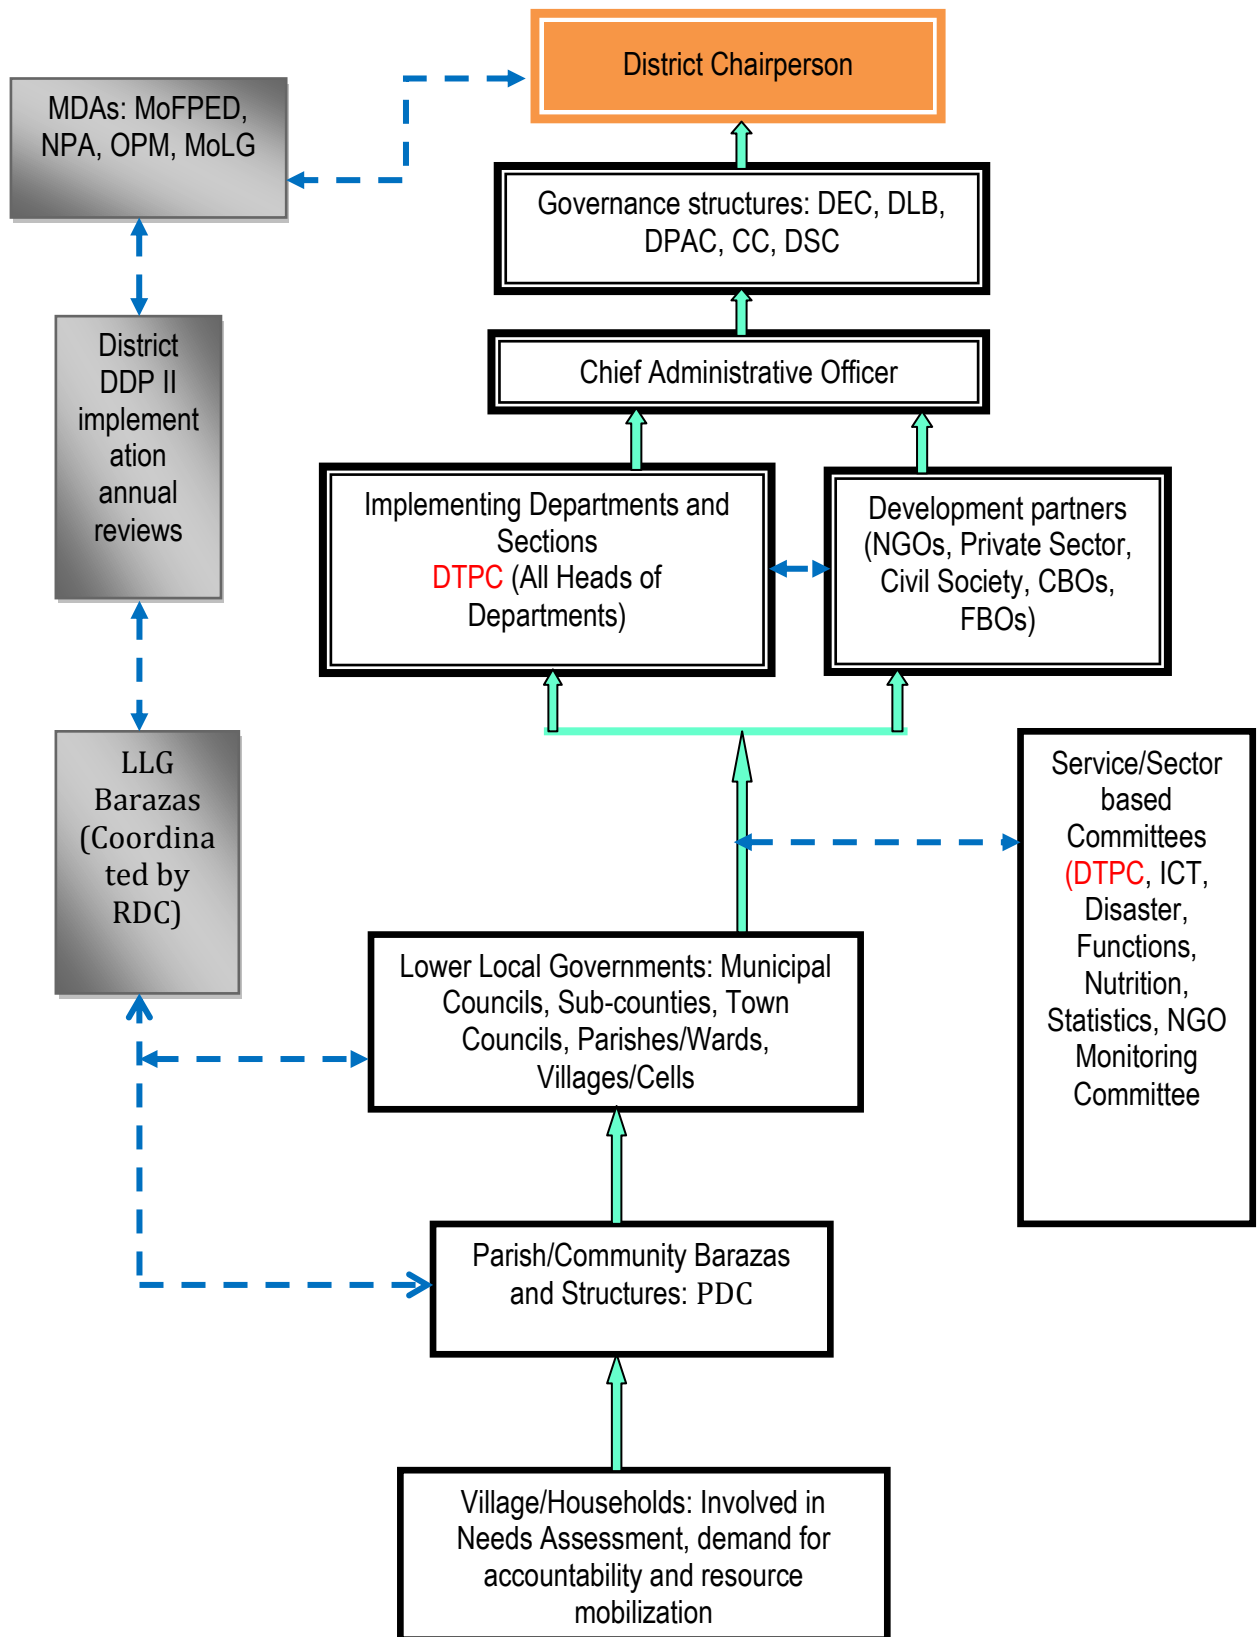 District Chairperson
MDAs: MoFPED,
NPA, OPM, MoLG
Governance structures: DEC, DLB,
DPAC, CC, DSC
District
DDP II
implement
ation
annual
reviews
Chief Administrative Officer
Implementing Departments and
Sections
DTPC (All Heads of
Departments)
Development partners
(NGOs, Private Sector,
Civil Society, CBOs,
FBOs)
LLG
Barazas
(Coordina
ted by
RDC)
Service/Sector
based
Committees
(DTPC, ICT,
Disaster,
Functions,
Nutrition,
Statistics, NGO
Monitoring
Committee
Lower Local Governments: Municipal
Councils, Sub-counties, Town
Councils, Parishes/Wards,
Villages/Cells
Parish/Community Barazas
and Structures: PDC
Village/Households: Involved in
Needs Assessment, demand for
accountability and resource
mobilization